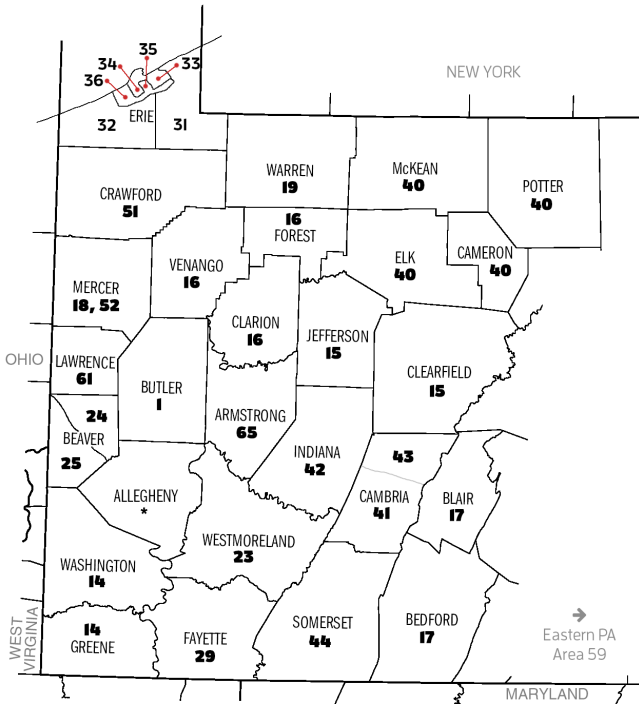 35
34
33
36
NEW YORK
ERIE
32
31
WARREN
19
McKEAN
40
POTTER
40
CRAWFORD
51
16
FOREST
ELK
40
CAMERON
40
VENANGO
16
MERCER
18, 52
CLARION
16
JEFFERSON
15
OHIO
LAWRENCE
61
CLEARFIELD
15
BUTLER
1
24
BEAVER
25
ARMSTRONG
65
INDIANA
42
43
CAMBRIA
41
BLAIR
17
ALLEGHENY
*
WESTMORELAND
23
WASHINGTON
14
14
GREENE
FAYETTE
29
SOMERSET
44
BEDFORD
17
→
Eastern PA
Area 59
WEST
VIRGINIA
MARYLAND